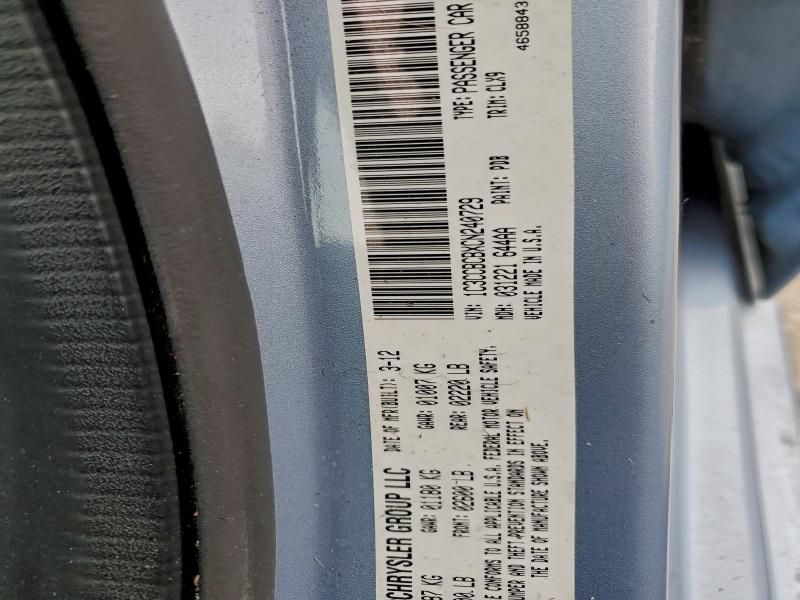 CHRYSLER GROUP LLC
DATE OF MFR(BUILT): 3-12
87 KG
GAWR: 01180 KG
GAWR: 01007 KG
LB
FRONT: 02600 LB
REAR: 02220 LB
E CONFORMS TO ALL APPLICABLE U.S.A. FEDERAL MOTOR VEHICLE SAFETY,
UMPER AND THEFT PREVENTION STANDARDS IN EFFECT ON
THE DATE OF MANUFACTURE SHOWN ABOVE.
VIN: 1C3CCBCBXCN240729
TYPE: PASSENGER CAR
MDH: 031221 644AA
PAINT: PDB
TRIM: CLX9
VEHICLE MADE IN U.S.A.
4658843